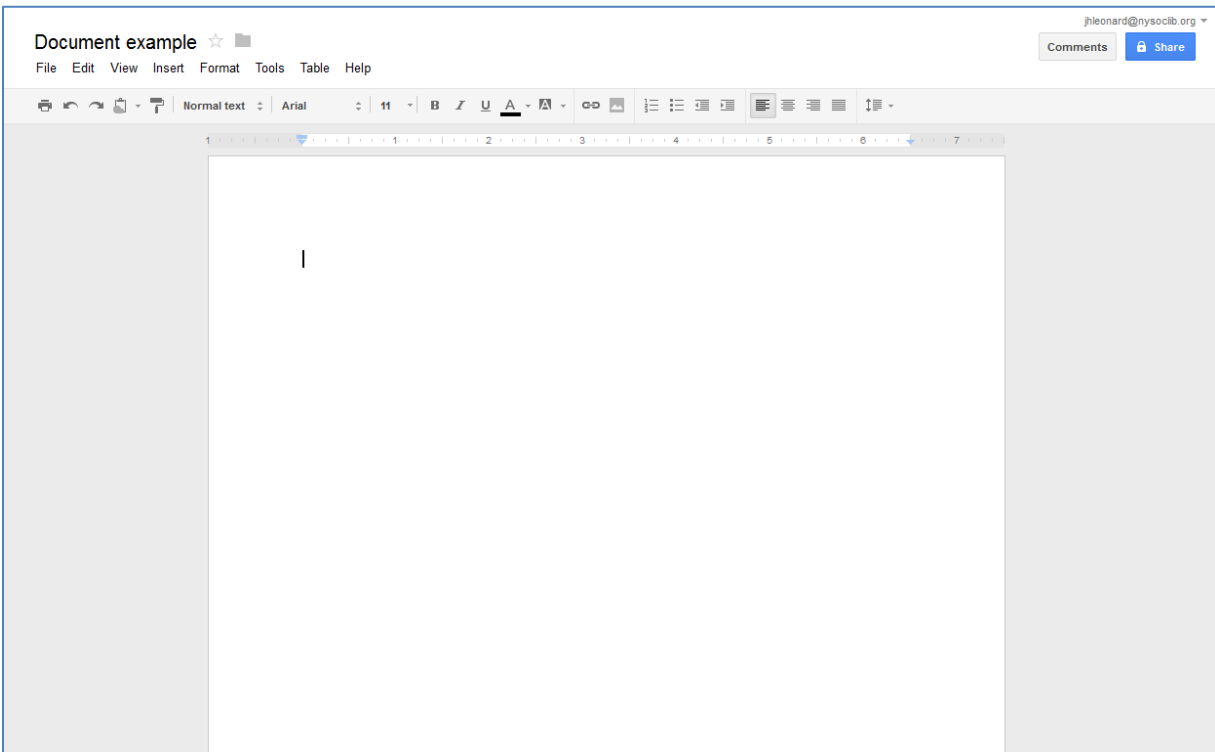 jhleonard@nysoclib.org
Document example
Comments Share
File Edit View Insert Format Tools Table Help
Normal text Arial 11 B I U A A
1 1 2 3 4 5 6 7